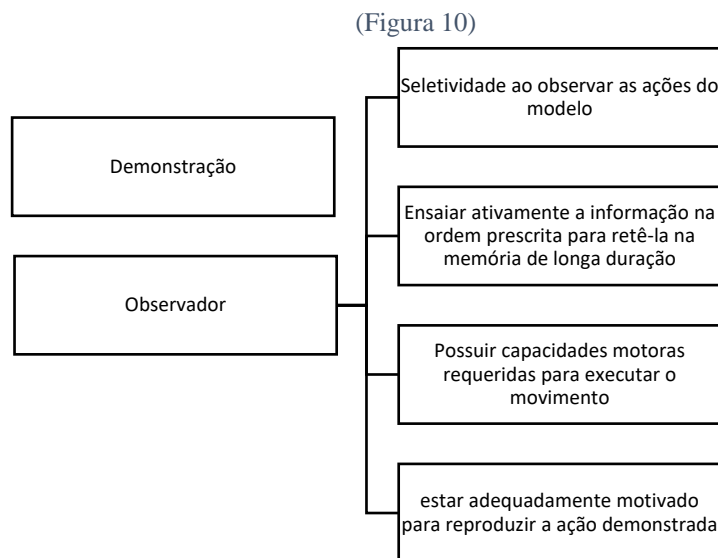 (Figura 10)
Seletividade ao observar as ações do
modelo
Demonstração
Ensaiar ativamente a informação na
ordem prescrita para retê-la na
memória de longa duração
Observador
Possuir capacidades motoras
requeridas para executar o
movimento
estar adequadamente motivado
para reproduzir a ação demonstrada